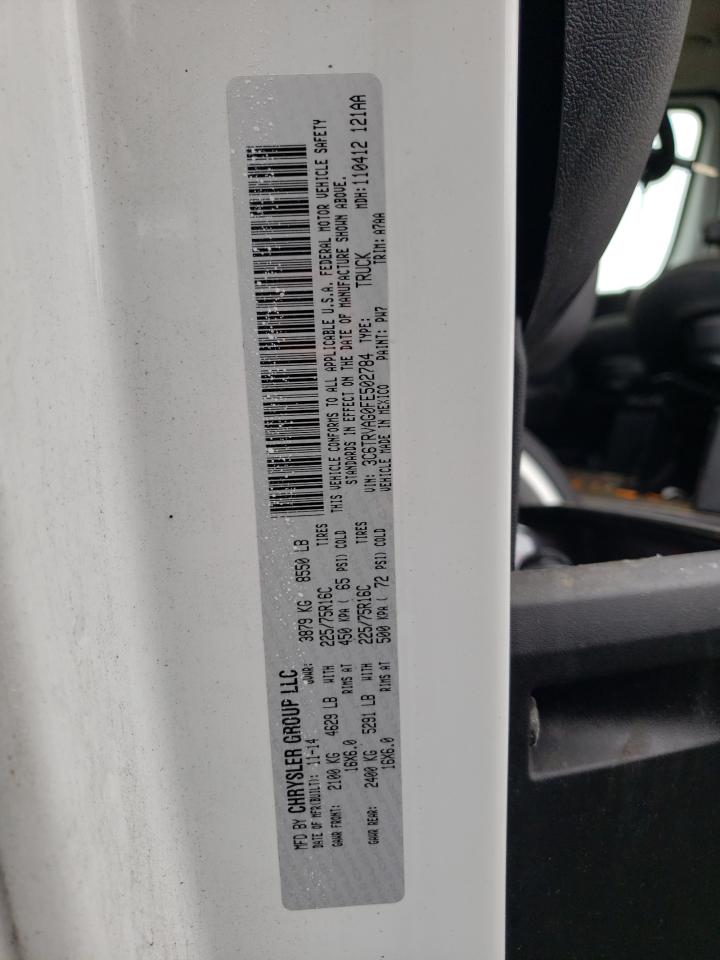 MFD BY CHRYSLER GROUP LLC
DATE OF MFR(BUILT): 11-14 GVWR: 3879 KG 8550 LB
GAWR FRONT: 2100 KG 4629 LB WITH 225/75R16C TIRES
16X6.0 RIMS AT 450 KPA ( 65 PSI) COLD
GAWR REAR: 2400 KG 5291 LB WITH 225/75R16C TIRES
16X6.0 RIMS AT 500 KPA ( 72 PSI) COLD
THIS VEHICLE CONFORMS TO ALL APPLICABLE U.S.A. FEDERAL MOTOR VEHICLE SAFETY
STANDARDS IN EFFECT ON THE DATE OF MANUFACTURE SHOWN ABOVE.
VIN: 3C6TRVAG0FE502784 TYPE: TRUCK MDH: 110412 121AA
VEHICLE MADE IN MEXICO PAINT: PW7 TRIM: A7AA